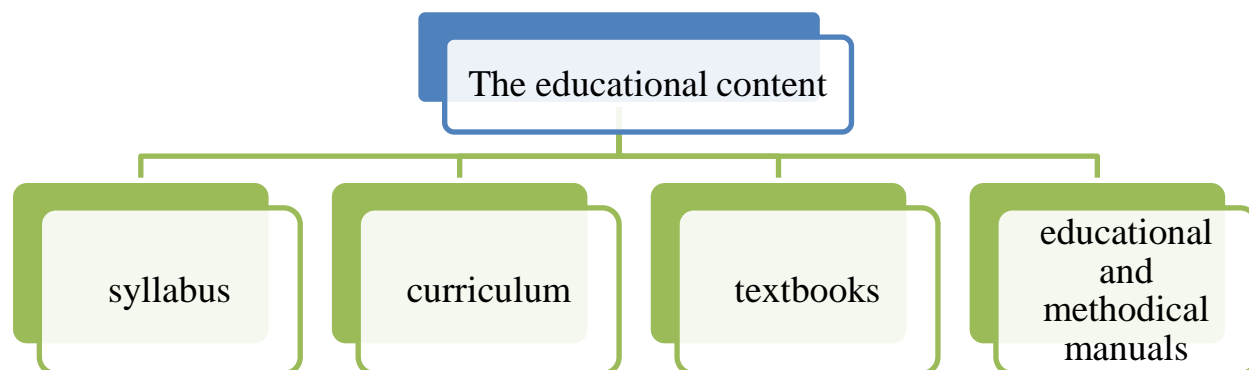 The educational content
syllabus
curriculum
textbooks
educational
and
methodical
manuals